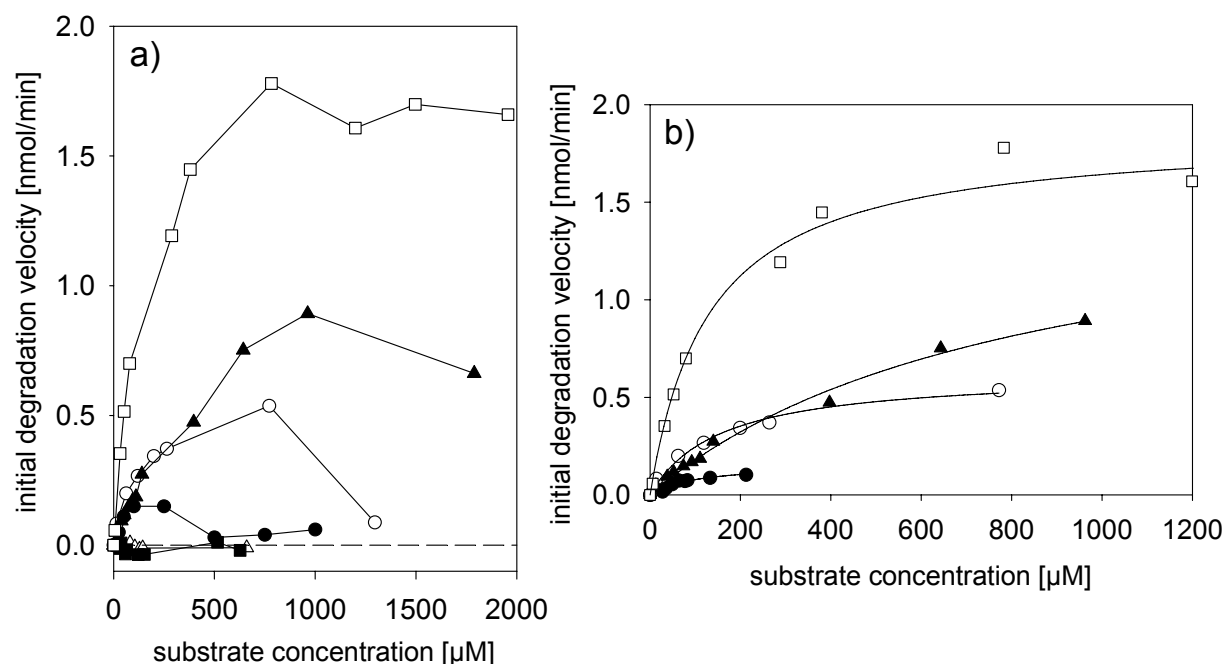 a)
initial degradation velocity [nmol/min]
2.0
1.5
1.0
0.5
0.0
0 500 1000 1500 2000
substrate concentration [µM]
b)
initial degradation velocity [nmol/min]
2.0
1.5
1.0
0.5
0.0
0 200 400 600 800 1000 1200
substrate concentration [µM]